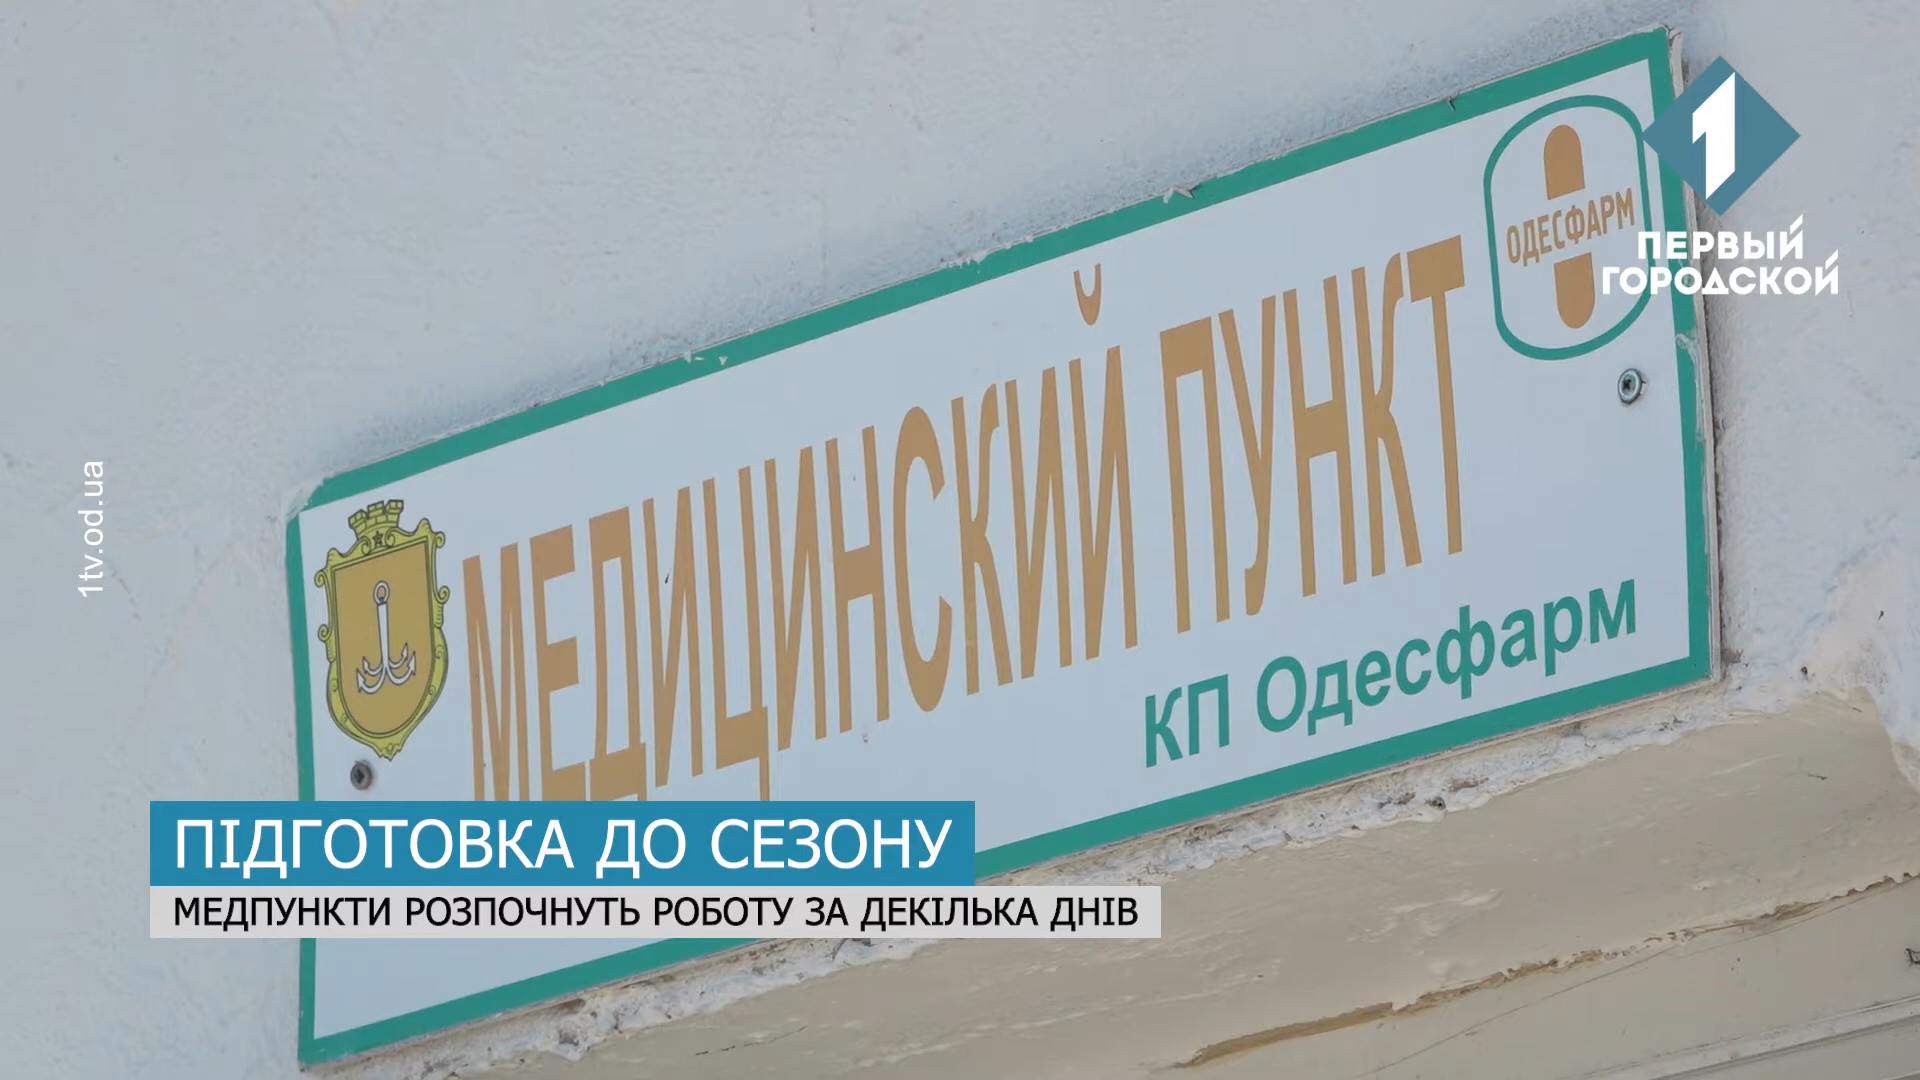 1
ПЕРВЫЙ
ГОРОДСКОЙ
ОДЕСФАРМ
МЕДИЦИНСКИЙ ПУНКТ
КП Одесфарм
1tv.od.ua
ПІДГОТОВКА ДО СЕЗОНУ
МЕДПУНКТИ РОЗПОЧНУТЬ РОБОТУ ЗА ДЕКІЛЬКА ДНІВ